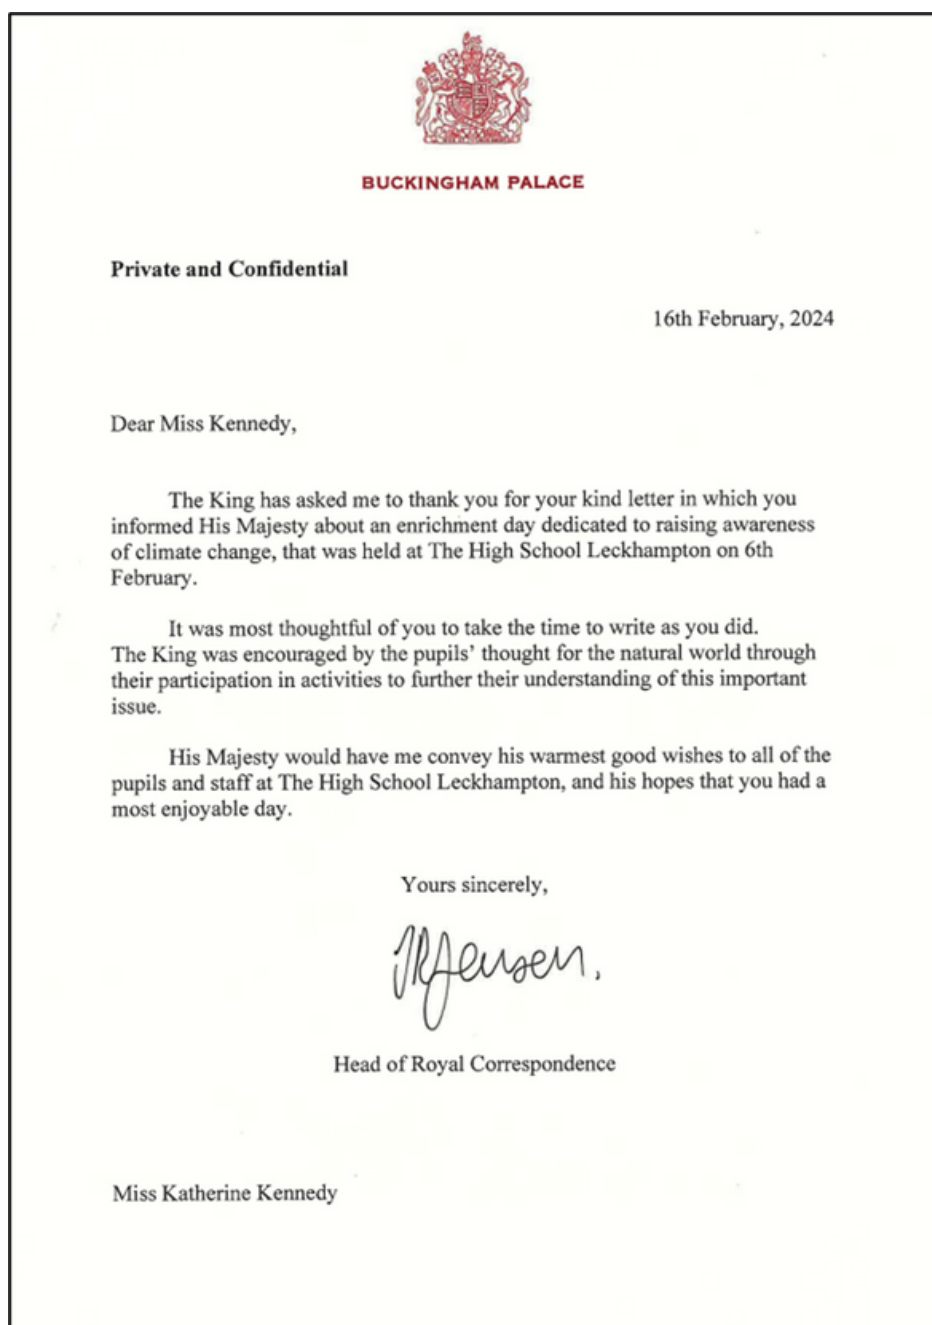 BUCKINGHAM PALACE
Private and Confidential
16th February, 2024
Dear Miss Kennedy,
The King has asked me to thank you for your kind letter in which you
informed His Majesty about an enrichment day dedicated to raising awareness
of climate change, that was held at The High School Leckhampton on 6th
February.
It was most thoughtful of you to take the time to write as you did.
The King was encouraged by the pupils’ thought for the natural world through
their participation in activities to further their understanding of this important
issue.
His Majesty would have me convey his warmest good wishes to all of the
pupils and staff at The High School Leckhampton, and his hopes that you had a
most enjoyable day.
Yours sincerely,
Jensen.
Head of Royal Correspondence
Miss Katherine Kennedy